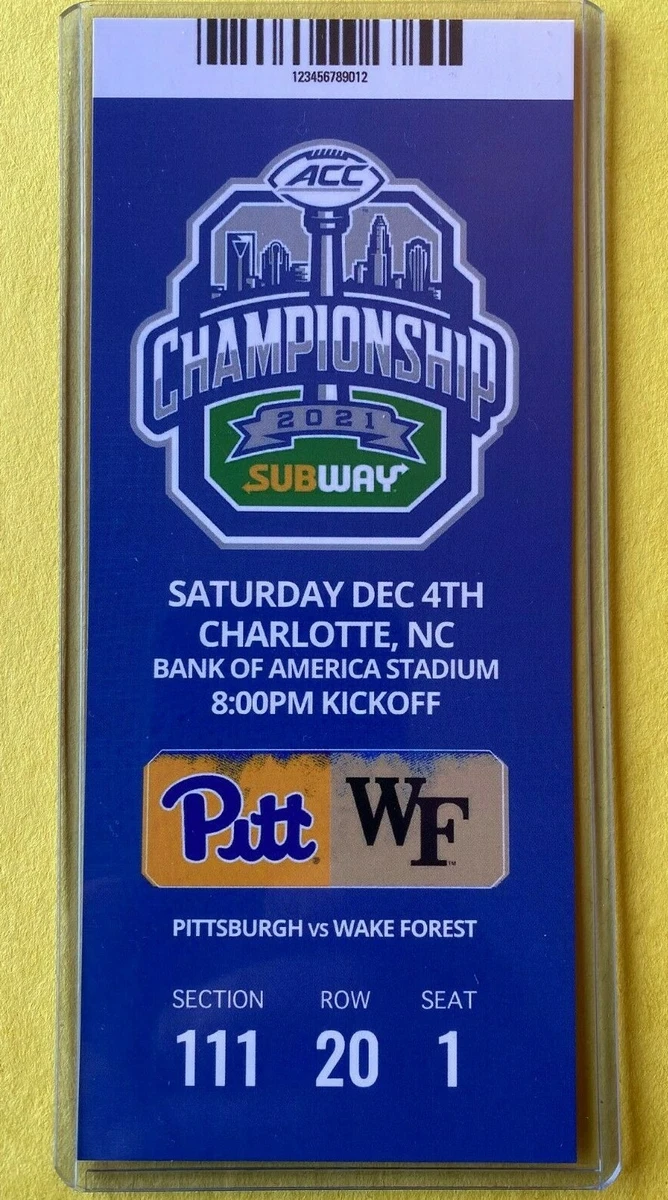 123456789012
ACC
CHAMPIONSHIP
2021
SUBWAY
SATURDAY DEC 4TH
CHARLOTTE, NC
BANK OF AMERICA STADIUM
8:00PM KICKOFF
Pitt WF
PITTSBURGH vs WAKE FOREST
SECTION ROW SEAT
111 20 1